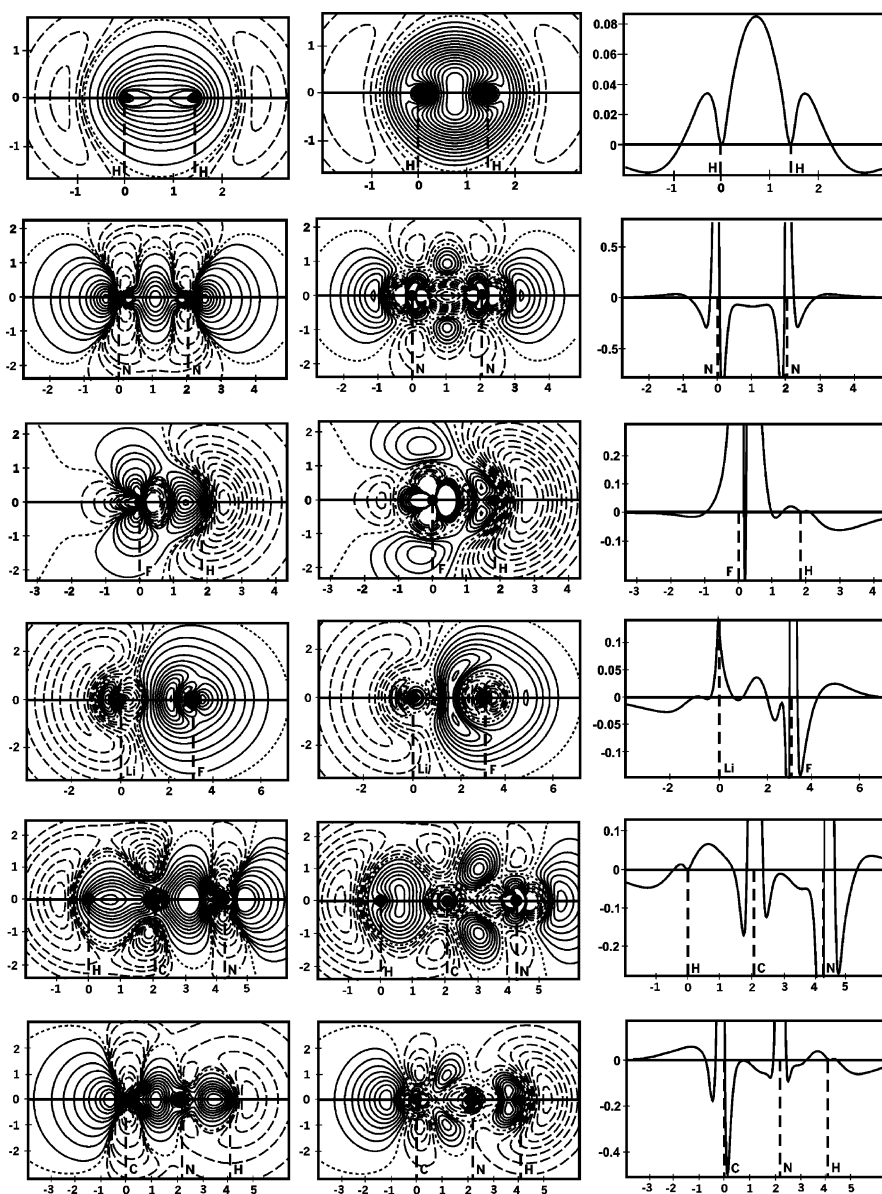 1 1 0.08
0.06
0 0 0.04
0.02
-1 -1 0
H H H H H H
-1 0 1 2 -1 0 1 2 -1 0 1 2
2 2 0.5
1 1
0 0 0
-1 -1
-2 -2 -0.5
N N N N N N
-2 -1 0 1 2 3 4 -2 -1 0 1 2 3 4 -2 -1 0 1 2 3 4
2 2 0.2
1 1 0.1
0 0 0
-1 -1 -0.1
-2 -2
F H F H F H
-3 -2 -1 0 1 2 3 4 -3 -2 -1 0 1 2 3 4 -3 -2 -1 0 1 2 3 4
2 2 0.1
0.05
0 0 0
-0.05
-2 -2 -0.1
Li F Li F Li F
-2 0 2 4 6 -2 0 2 4 6 -2 0 2 4 6
2 2 0.1
1 1
0 0 0
-1 -1 -0.1
-2 -2 -0.2
H C N H C N H C N
-1 0 1 2 3 4 5 -1 0 1 2 3 4 5 -1 0 1 2 3 4 5
2 2
1 1 0
0 0 -0.2
-1 -1
-2 -2 -0.4
C N H C N H C N H
-3 -2 -1 0 1 2 3 4 5 -3 -2 -1 0 1 2 3 4 5 -3 -2 -1 0 1 2 3 4 5